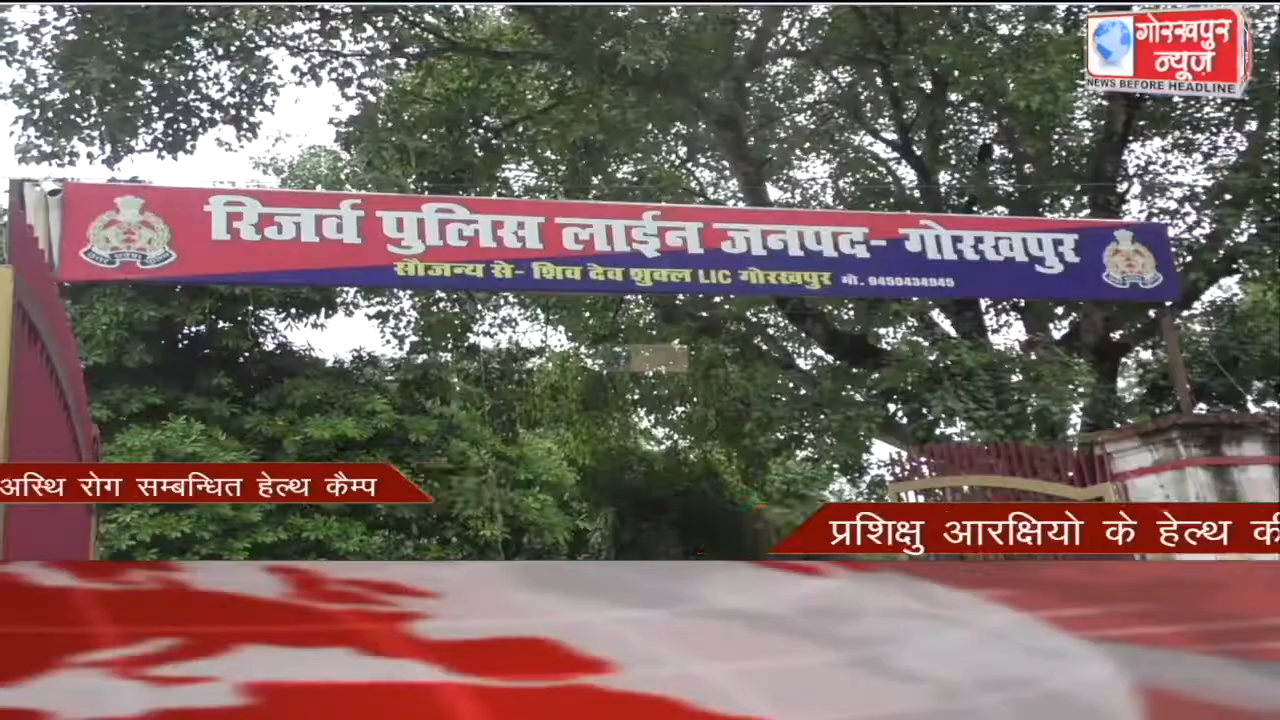 गोरखपुर
न्यूज़
NEWS BEFORE HEADLINE
रिजर्व पुलिस लाईन जनपद- गोरखपुर
सौजन्य से- शिव देव शुक्ल LIC गोरखपुर मो. 9450434945
अस्थि रोग सम्बन्धित हेल्थ कैम्प
प्रशिक्षु आरक्षियो के हेल्थ की